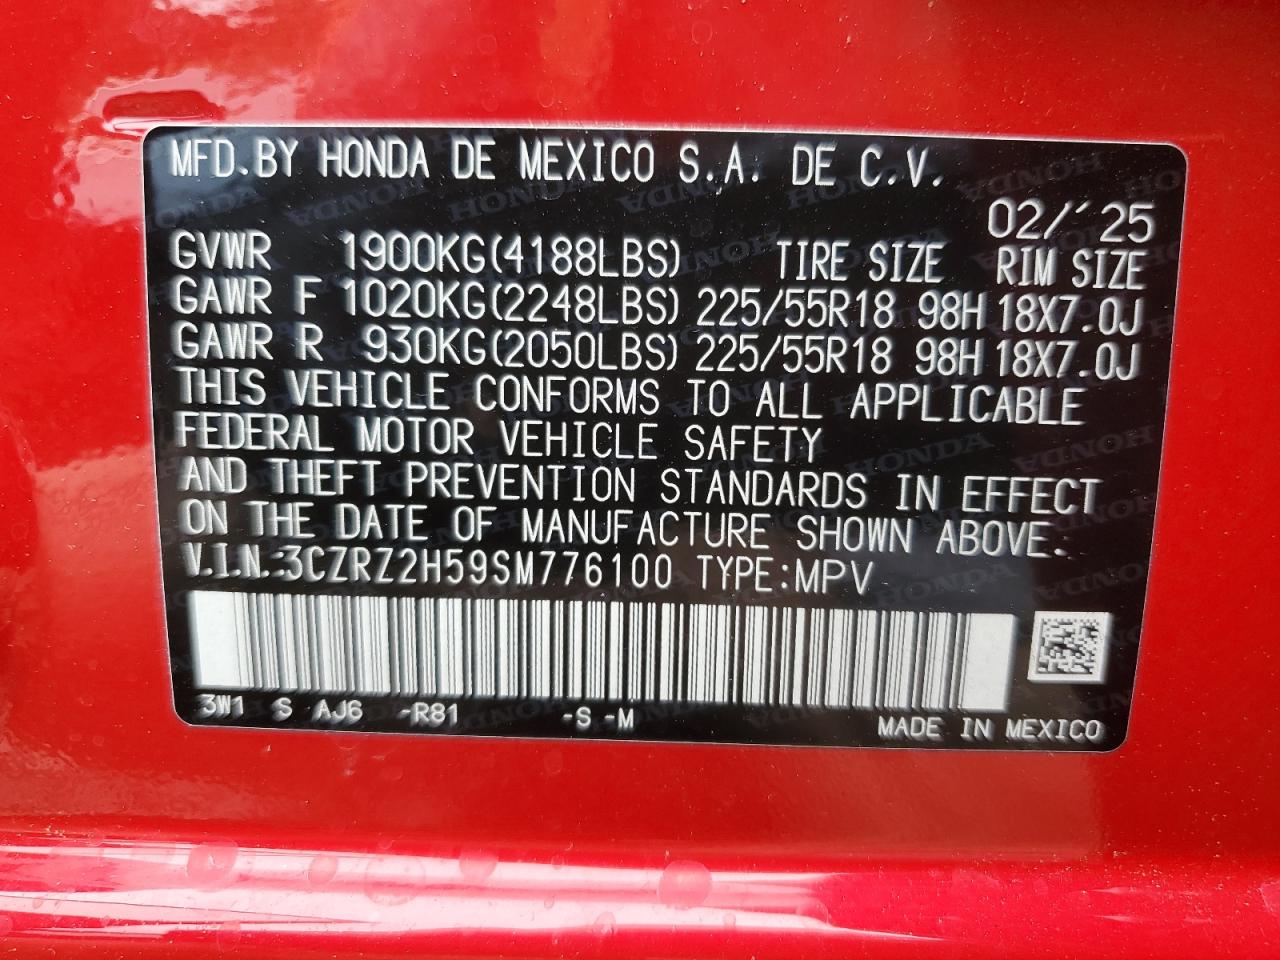 MFD.BY HONDA DE MEXICO S.A. DE C.V.
02/'25
GVWR 1900KG(4188LBS) TIRE SIZE RIM SIZE
GAWR F 1020KG(2248LBS) 225/55R18 98H 18X7.0J
GAWR R 930KG(2050LBS) 225/55R18 98H 18X7.0J
THIS VEHICLE CONFORMS TO ALL APPLICABLE
FEDERAL MOTOR VEHICLE SAFETY
AND THEFT PREVENTION STANDARDS IN EFFECT
ON THE DATE OF MANUFACTURE SHOWN ABOVE.
V.I.N.:3CZRZ2H59SM776100 TYPE:MPV
3W1 S AJ6 -R81 -S -M
MADE IN MEXICO